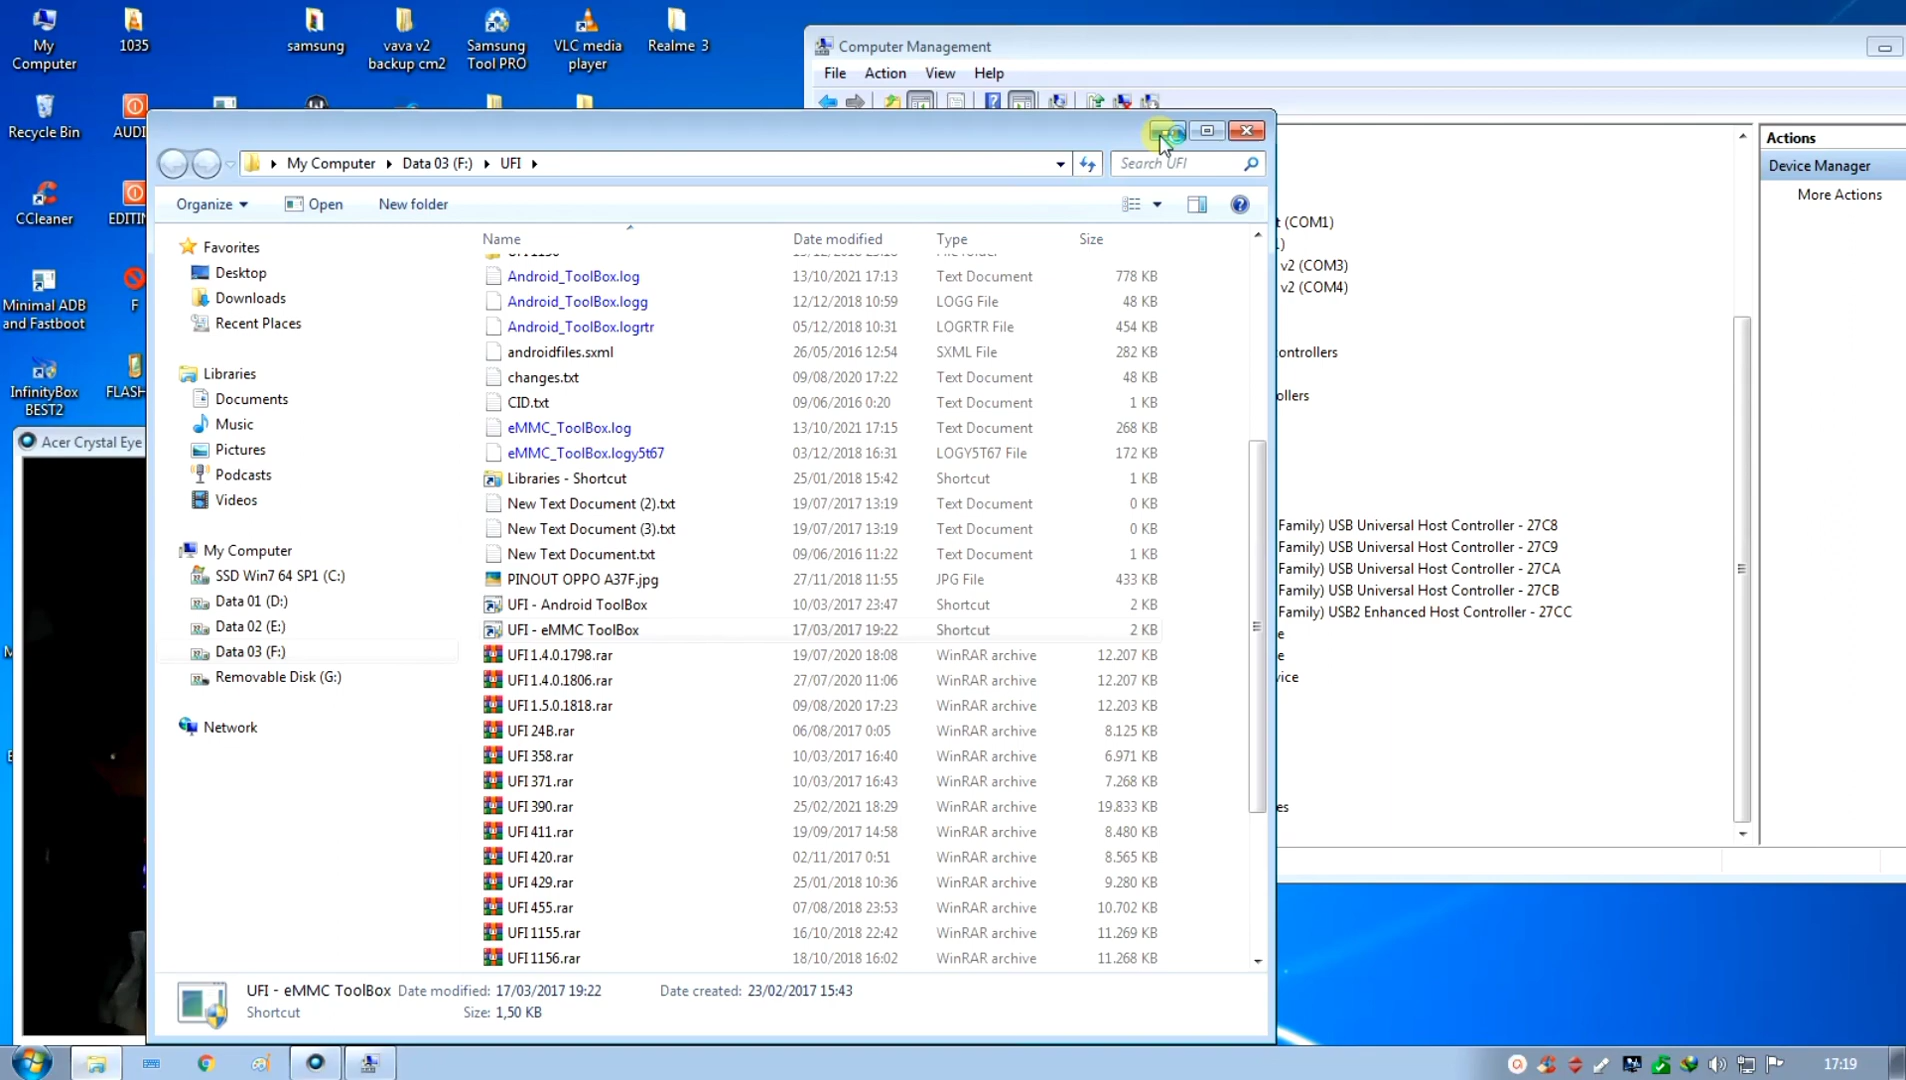 My Computer
1035
samsung
vava v2 backup cm2
Samsung Tool PRO
VLC media player
Realme 3
Recycle Bin
AUDI
CCleaner
EDITIN
Minimal ADB and Fastboot
F
InfinityBox BEST2
FLASH
Acer Crystal Eye
Computer Management
File Action View Help
Actions
Device Manager
More Actions
t (COM1)
v2 (COM3)
v2 (COM4)
ontrollers
ollers
Family) USB Universal Host Controller - 27C8
Family) USB Universal Host Controller - 27C9
Family) USB Universal Host Controller - 27CA
Family) USB Universal Host Controller - 27CB
Family) USB2 Enhanced Host Controller - 27CC
e
e
vice
es
My Computer Data 03 (F:) UFI
Search UFI
Organize Open New folder
Favorites
Desktop
Downloads
Recent Places
Libraries
Documents
Music
Pictures
Podcasts
Videos
My Computer
SSD Win7 64 SP1 (C:)
Data 01 (D:)
Data 02 (E:)
Data 03 (F:)
Removable Disk (G:)
Network
Name Date modified Type Size
Android_ToolBox.log 13/10/2021 17:13 Text Document 778 KB
Android_ToolBox.logg 12/12/2018 10:59 LOGG File 48 KB
Android_ToolBox.logrtr 05/12/2018 10:31 LOGRTR File 454 KB
androidfiles.sxml 26/05/2016 12:54 SXML File 282 KB
changes.txt 09/08/2020 17:22 Text Document 48 KB
CID.txt 09/06/2016 0:20 Text Document 1 KB
eMMC_ToolBox.log 13/10/2021 17:15 Text Document 268 KB
eMMC_ToolBox.logy5t67 03/12/2018 16:31 LOGY5T67 File 172 KB
Libraries - Shortcut 25/01/2018 15:42 Shortcut 1 KB
New Text Document (2).txt 19/07/2017 13:19 Text Document 0 KB
New Text Document (3).txt 19/07/2017 13:19 Text Document 0 KB
New Text Document.txt 09/06/2016 11:22 Text Document 1 KB
PINOUT OPPO A37F.jpg 27/11/2018 11:55 JPG File 433 KB
UFI - Android ToolBox 10/03/2017 23:47 Shortcut 2 KB
UFI - eMMC ToolBox 17/03/2017 19:22 Shortcut 2 KB
UFI 1.4.0.1798.rar 19/07/2020 18:08 WinRAR archive 12.207 KB
UFI 1.4.0.1806.rar 27/07/2020 11:06 WinRAR archive 12.207 KB
UFI 1.5.0.1818.rar 09/08/2020 17:23 WinRAR archive 12.203 KB
UFI 24B.rar 06/08/2017 0:05 WinRAR archive 8.125 KB
UFI 358.rar 10/03/2017 16:40 WinRAR archive 6.971 KB
UFI 371.rar 10/03/2017 16:43 WinRAR archive 7.268 KB
UFI 390.rar 25/02/2021 18:29 WinRAR archive 19.833 KB
UFI 411.rar 19/09/2017 14:58 WinRAR archive 8.480 KB
UFI 420.rar 02/11/2017 0:51 WinRAR archive 8.565 KB
UFI 429.rar 25/01/2018 10:36 WinRAR archive 9.280 KB
UFI 455.rar 07/08/2018 23:53 WinRAR archive 10.702 KB
UFI 1155.rar 16/10/2018 22:42 WinRAR archive 11.269 KB
UFI 1156.rar 18/10/2018 16:02 WinRAR archive 11.268 KB
UFI - eMMC ToolBox Date modified: 17/03/2017 19:22 Date created: 23/02/2017 15:43
Shortcut Size: 1,50 KB
17:19